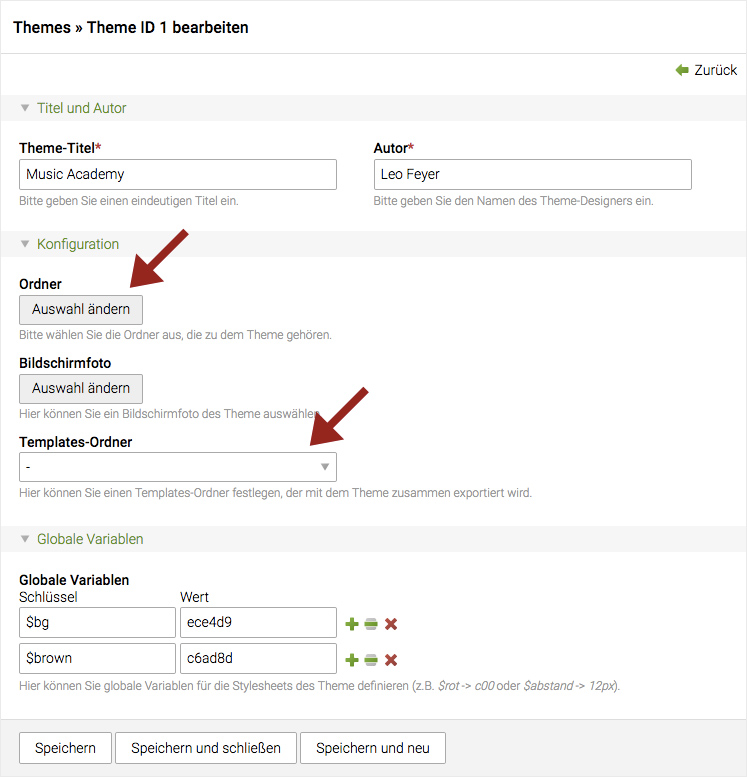 Themes » Theme ID 1 bearbeiten
Zurück
Titel und Autor
Theme-Titel* Autor*
Music Academy Leo Feyer
Bitte geben Sie einen eindeutigen Titel ein. Bitte geben Sie den Namen des Theme-Designers ein.
Konfiguration
Ordner
Auswahl ändern
Bitte wählen Sie die Ordner aus, die zu dem Theme gehören.
Bildschirmfoto
Auswahl ändern
Hier können Sie ein Bildschirmfoto des Theme auswählen
Templates-Ordner
-
Hier können Sie einen Templates-Ordner festlegen, der mit dem Theme zusammen exportiert wird.
Globale Variablen
Globale Variablen
Schlüssel Wert
$bg ece4d9
$brown c6ad8d
Hier können Sie globale Variablen für die Stylesheets des Theme definieren (z.B. $rot -> c00 oder $abstand -> 12px).
Speichern Speichern und schließen Speichern und neu